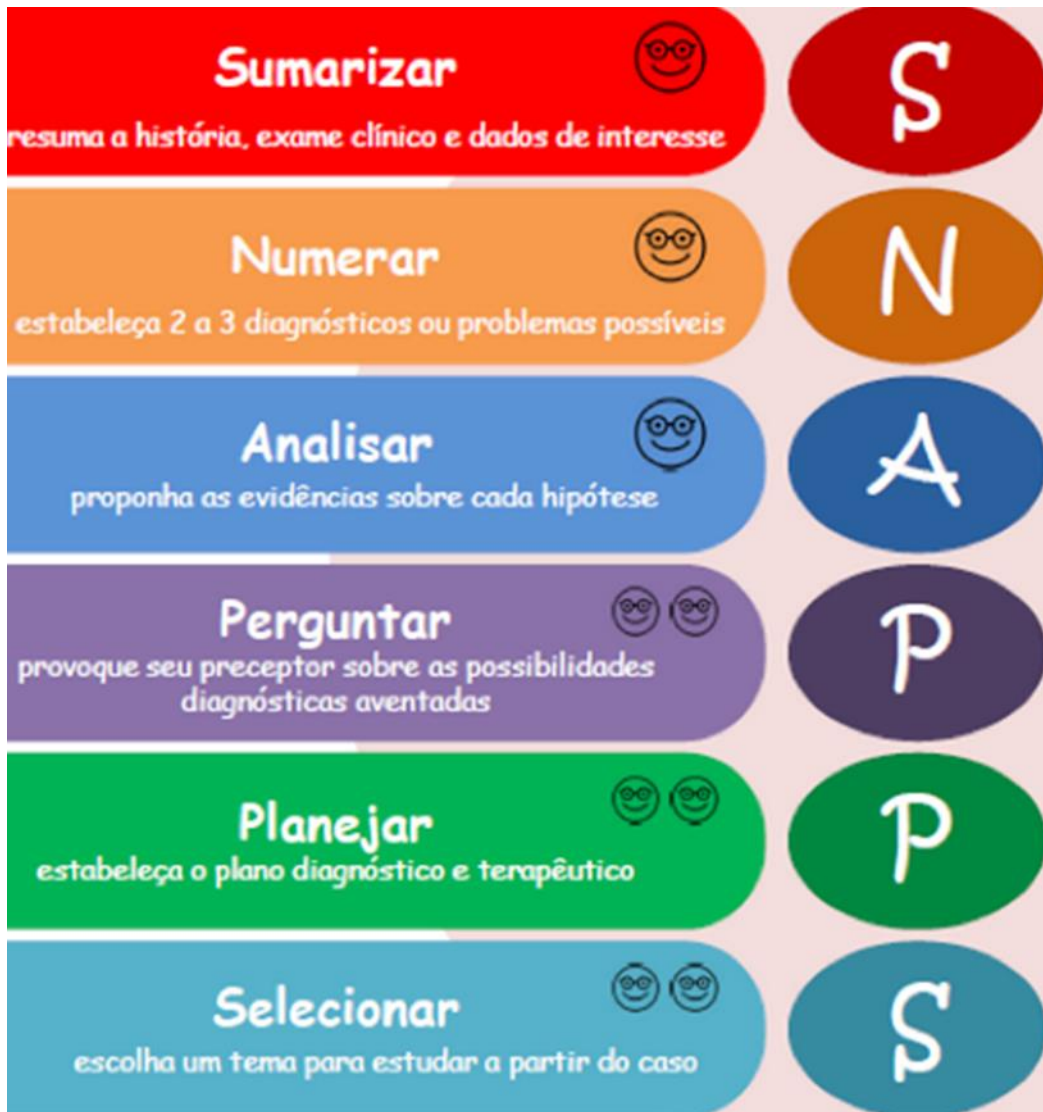 Sumarizar
S
resuma a história, exame clínico e dados de interesse
Numerar
N
estabeleça 2 a 3 diagnósticos ou problemas possíveis
Analisar
A
proponha as evidências sobre cada hipótese
Perguntar
P
provoque seu preceptor sobre as possibilidades
diagnósticas aventadas
Planejar
P
estabeleça o plano diagnóstico e terapêutico
Selecionar
S
escolha um tema para estudar a partir do caso